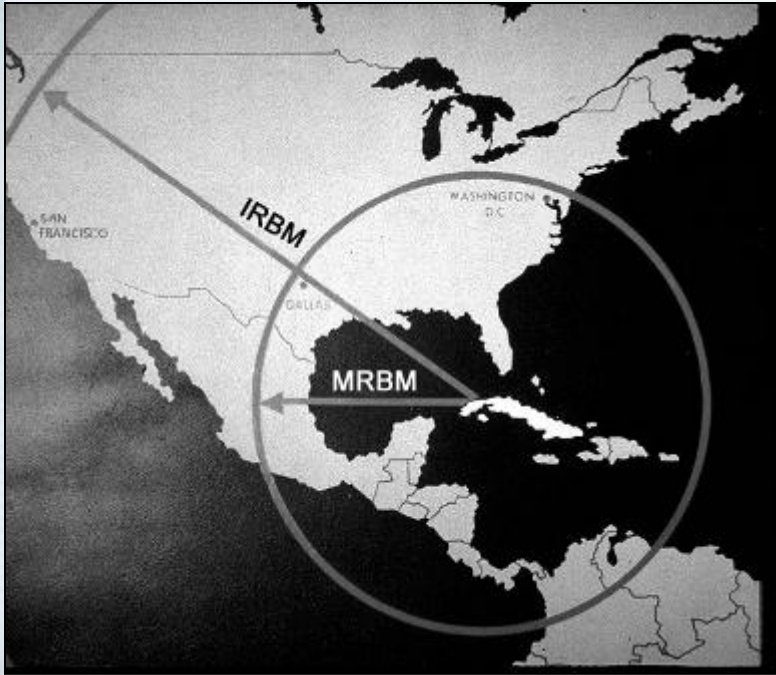 WASHINGTON
D.C.
IRBM
SAN
FRANCISCO
DALLAS
MRBM